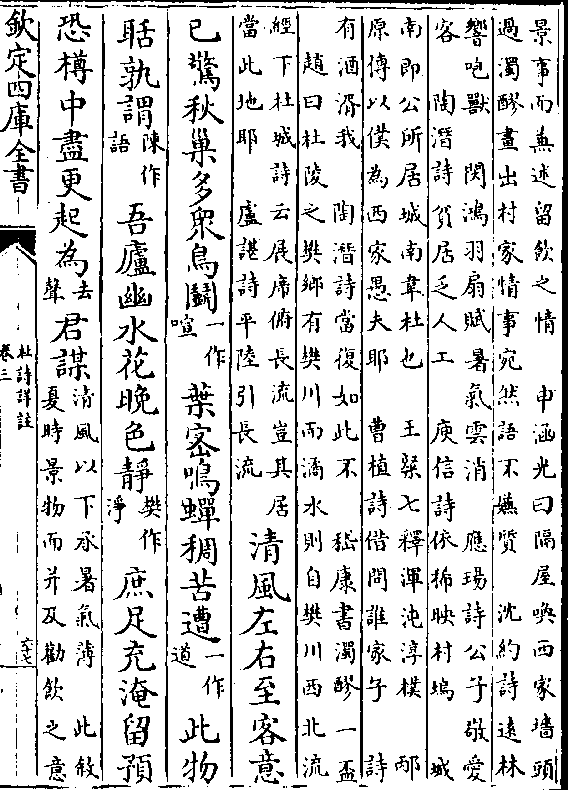 景事而無述留飲之情　申涵光曰隔屋喚西家墻頭
過濁醪畫出村家情事宛然語不嫌質　沈約詩遠林
響咆獸　閔鴻羽扇賦暑氣雲消　應瑒詩公子敬愛
客　陶潛詩貧居乏人工　庾信詩依稀映村塢　城
南即公所居城南韋杜也　王粲七釋渾沌淳樸　邴
原傳以僕為西家愚夫耶　曹植詩借問誰家子　詩
有酒湑我　陶潛詩當復如此不　嵇康書濁醪一盃
趙曰杜陵之樊鄉有樊川而潏水則自樊川西北流
經下杜城詩云展席俯長流豈其居
當此地耶　盧諶詩平陸引長流
清風左右至客意
已驚秋巢多衆鳥鬭一作喧葉密鳴蟬稠苦遭一作道此物
聒孰謂陳作語吾廬幽水花晚色靜樊作淨庶足充淹留預
恐樽中盡更起為去聲君謀清風以下承暑氣薄　此敘夏時景物而并及勸飲之意
欽定四庫全書
杜詩詳註
卷三